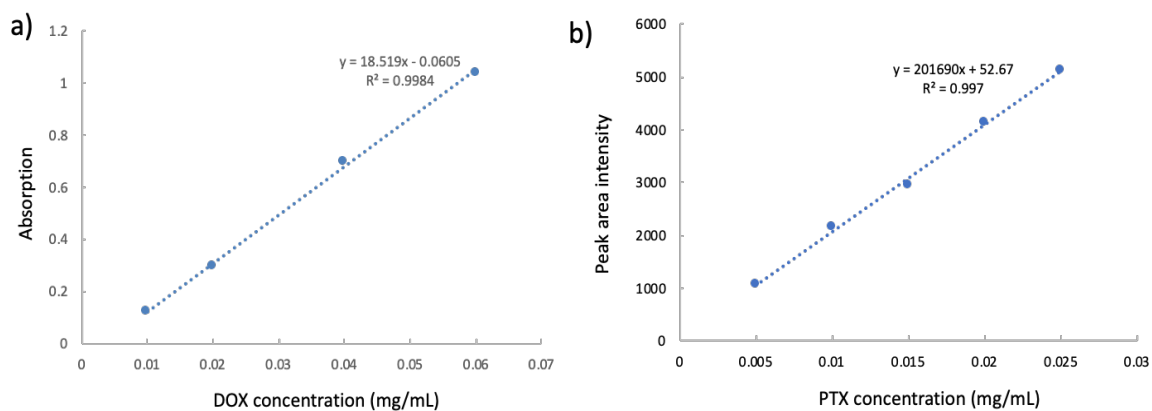 a)
1.2
1
0.8
0.6
0.4
0.2
0
Absorption
y = 18.519x - 0.0605
R² = 0.9984
0 0.01 0.02 0.03 0.04 0.05 0.06 0.07
DOX concentration (mg/mL)
b)
6000
5000
4000
3000
2000
1000
0
Peak area intensity
y = 201690x + 52.67
R² = 0.997
0 0.005 0.01 0.015 0.02 0.025 0.03
PTX concentration (mg/mL)